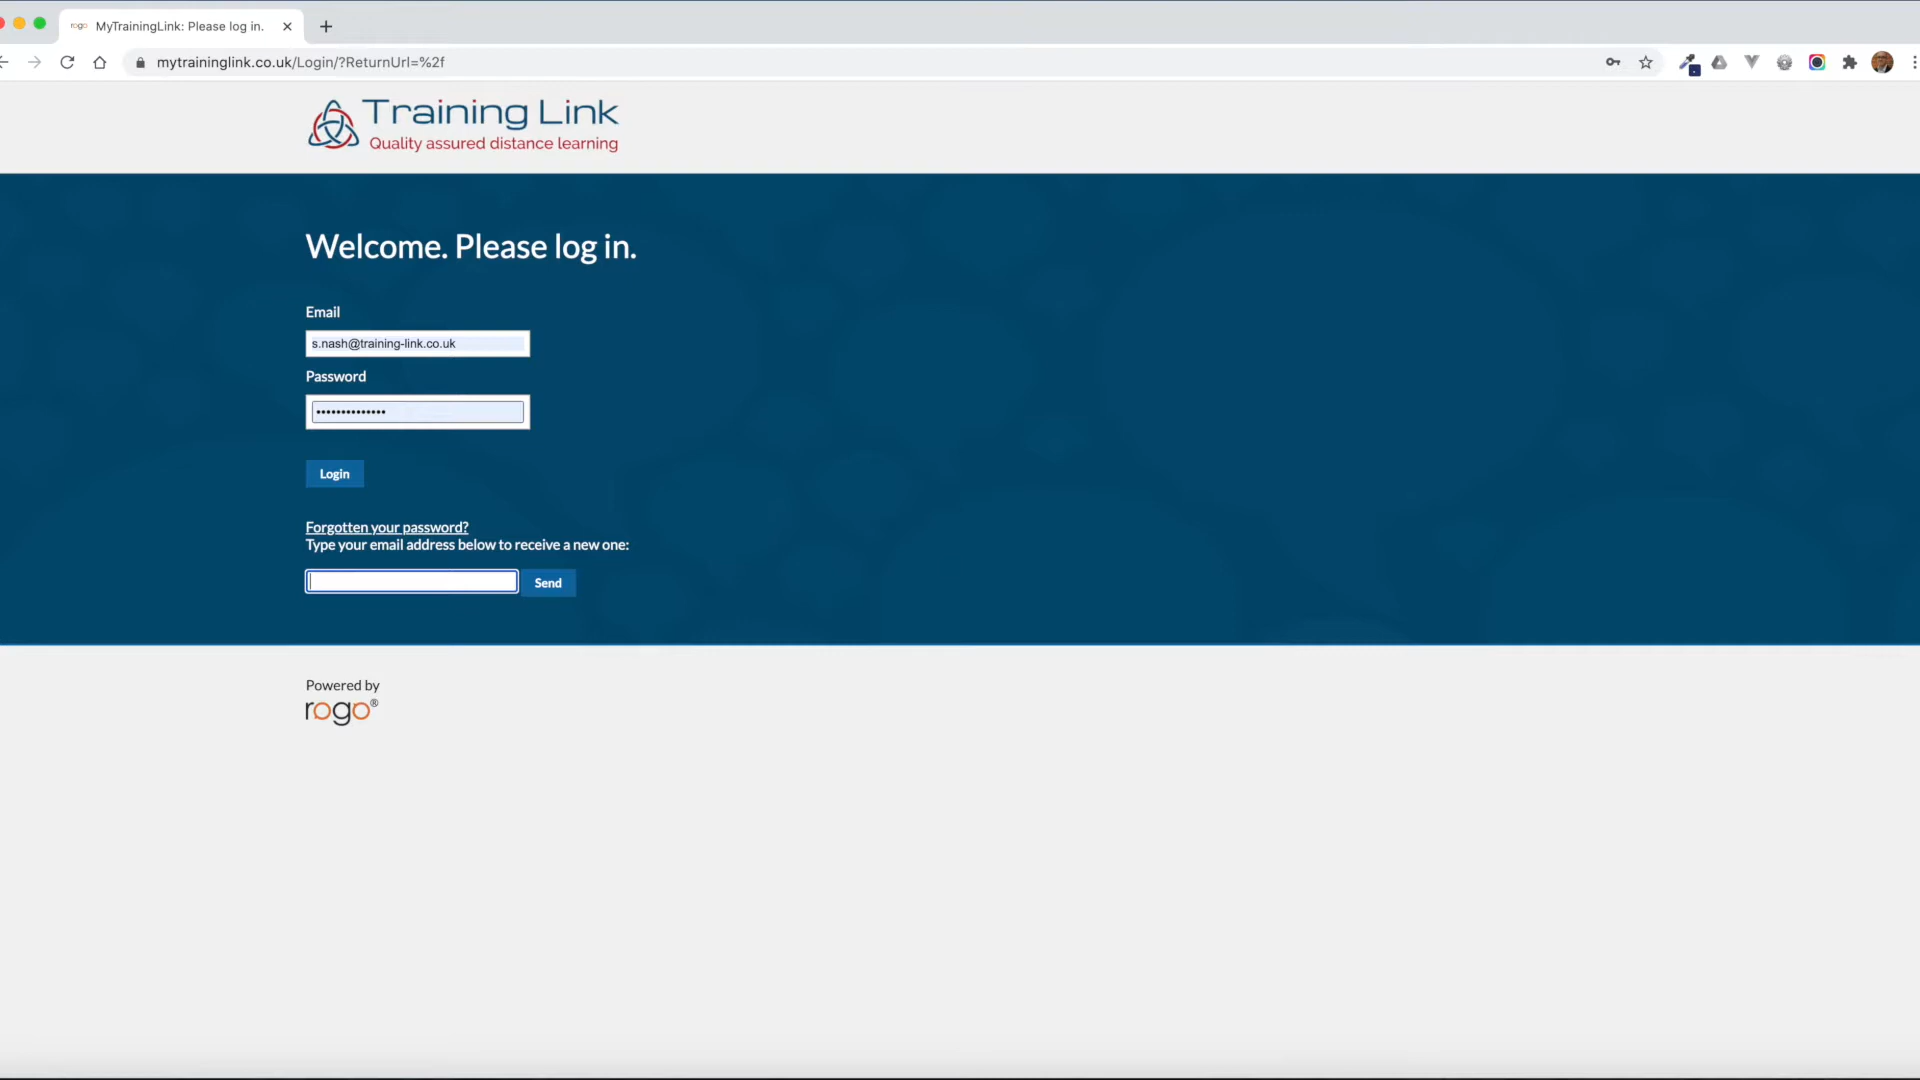 rogo MyTrainingLink: Please log in.
mytraininglink.co.uk/Login/?ReturnUrl=%2f
Training Link
Quality assured distance learning
Welcome. Please log in.
Email
s.nash@training-link.co.uk
Password
••••••••••••••
Login
Forgotten your password?
Type your email address below to receive a new one:
Send
Powered by
rogo®